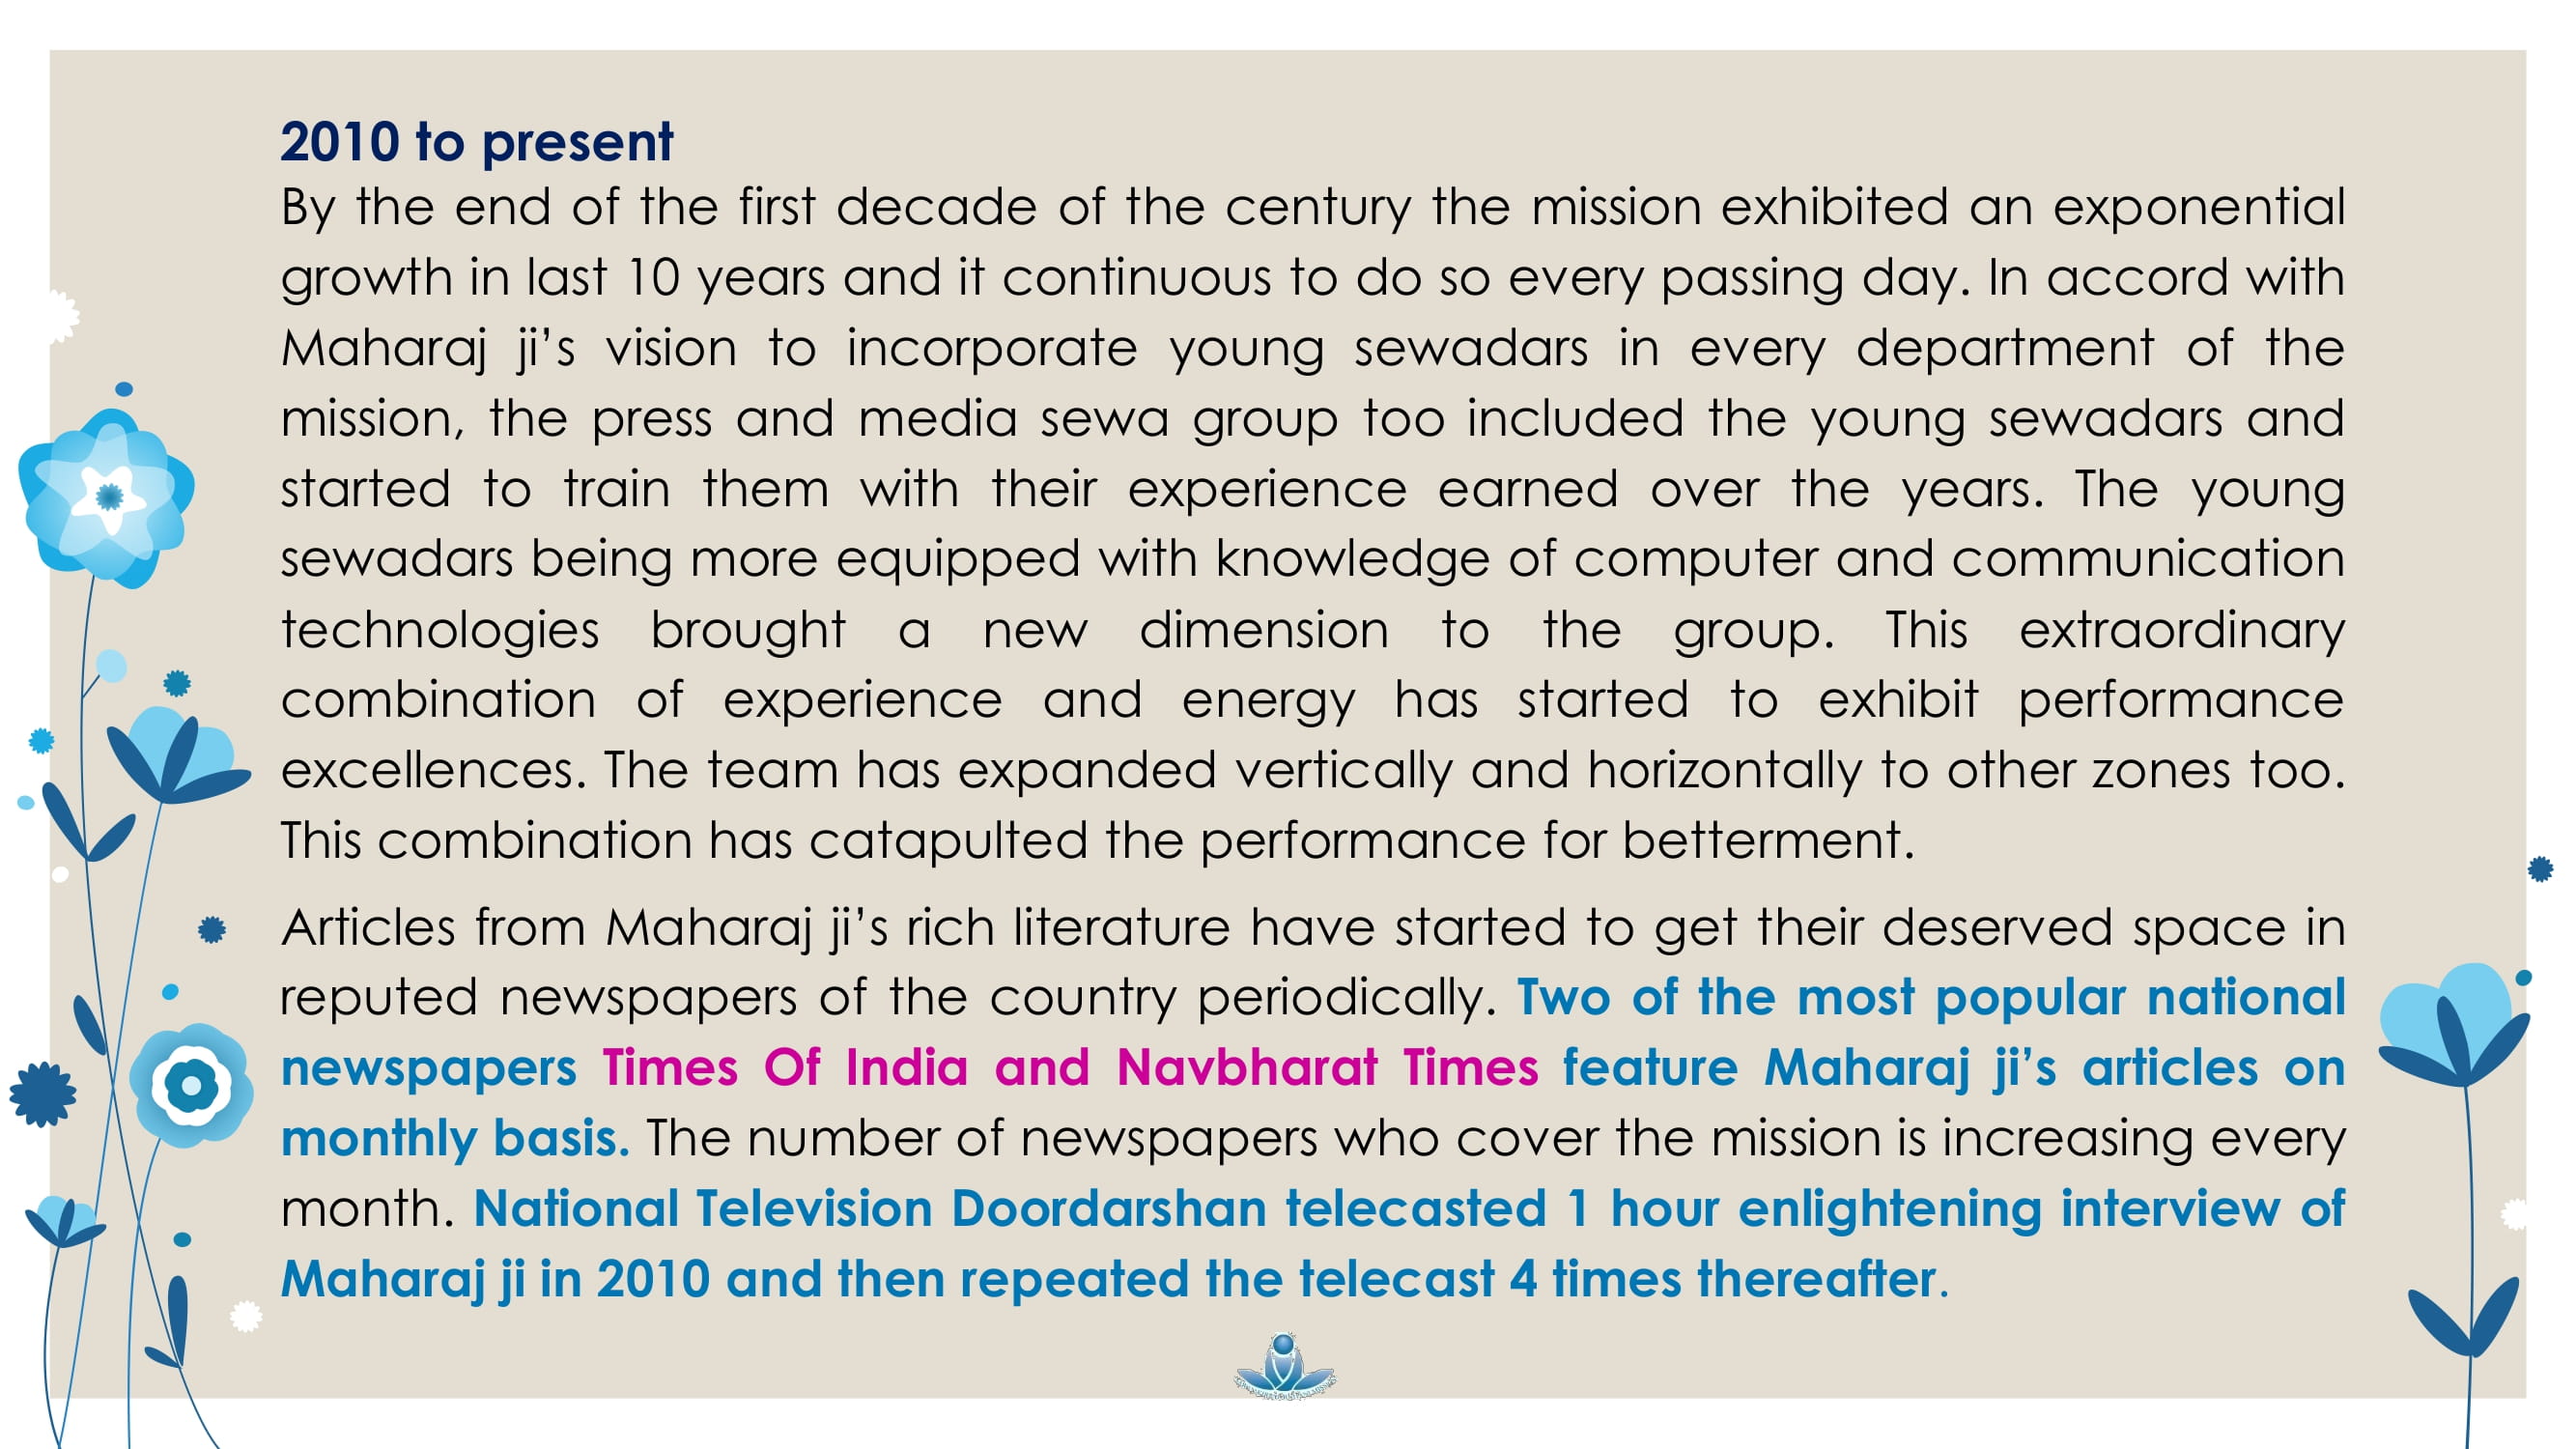 2010 to present
By the end of the first decade of the century the mission exhibited an exponential
growth in last 10 years and it continuous to do so every passing day. In accord with
Maharaj ji’s vision to incorporate young sewadars in every department of the
mission, the press and media sewa group too included the young sewadars and
started to train them with their experience earned over the years. The young
sewadars being more equipped with knowledge of computer and communication
technologies brought a new dimension to the group. This extraordinary
combination of experience and energy has started to exhibit performance
excellences. The team has expanded vertically and horizontally to other zones too.
This combination has catapulted the performance for betterment.
Articles from Maharaj ji’s rich literature have started to get their deserved space in
reputed newspapers of the country periodically. Two of the most popular national
newspapers Times Of India and Navbharat Times feature Maharaj ji’s articles on
monthly basis. The number of newspapers who cover the mission is increasing every
month. National Television Doordarshan telecasted 1 hour enlightening interview of
Maharaj ji in 2010 and then repeated the telecast 4 times thereafter.